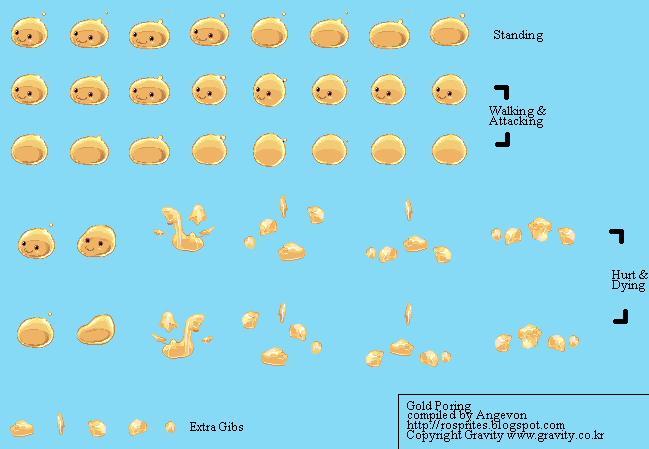 Standing
Walking &
Attacking
Hurt &
Dying
Extra Gibs
Gold Poring
compiled by Angevon
http://rosprites.blogspot.com
Copyright Gravity www.gravity.co.kr